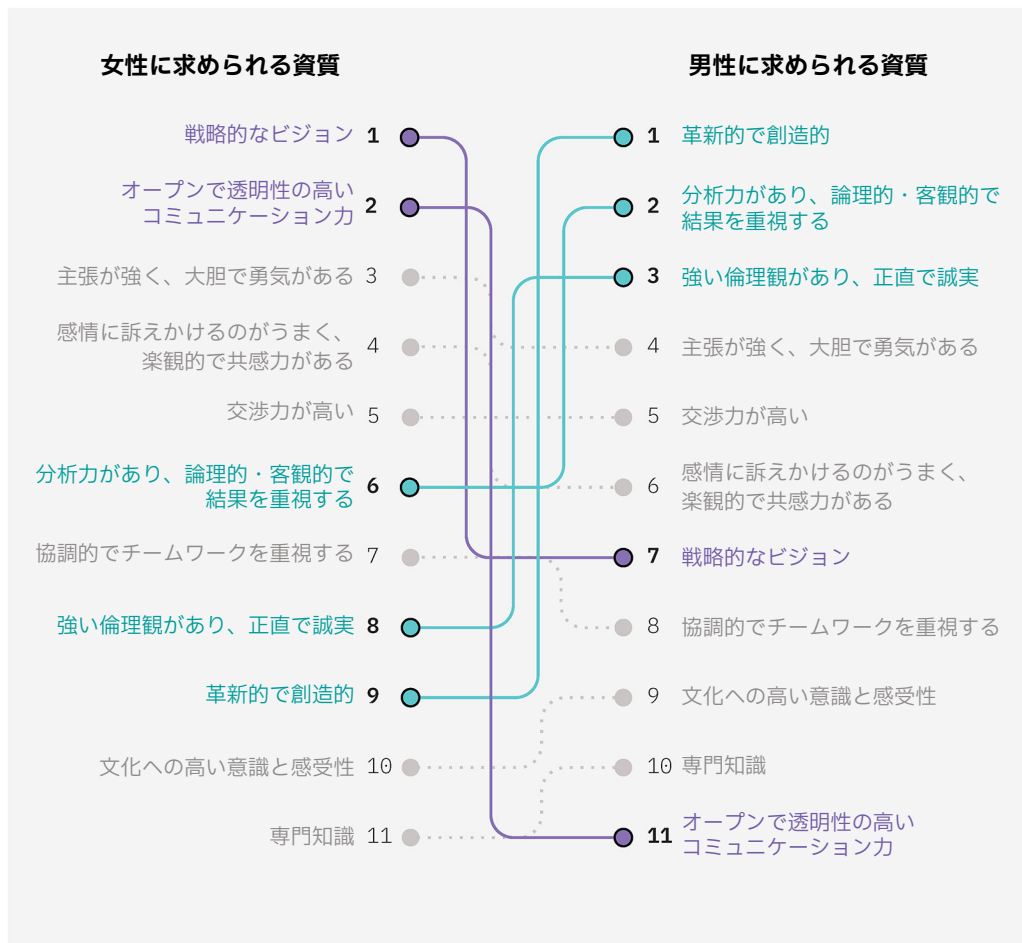 女性に求められる資質
戦略的なビジョン 1
オープンで透明性の高い
コミュニケーション力 2
主張が強く、大胆で勇気がある 3
感情に訴えかけるのがうまく、
楽観的で共感力がある 4
交渉力が高い 5
分析力があり、論理的・客観的で
結果を重視する 6
協調的でチームワークを重視する 7
強い倫理観があり、正直で誠実 8
革新的で創造的 9
文化への高い意識と感受性 10
専門知識 11
男性に求められる資質
1 革新的で創造的
2 分析力があり、論理的・客観的で
結果を重視する
3 強い倫理観があり、正直で誠実
4 主張が強く、大胆で勇気がある
5 交渉力が高い
6 感情に訴えかけるのがうまく、
楽観的で共感力がある
7 戦略的なビジョン
8 協調的でチームワークを重視する
9 文化への高い意識と感受性
10 専門知識
11 オープンで透明性の高い
コミュニケーション力